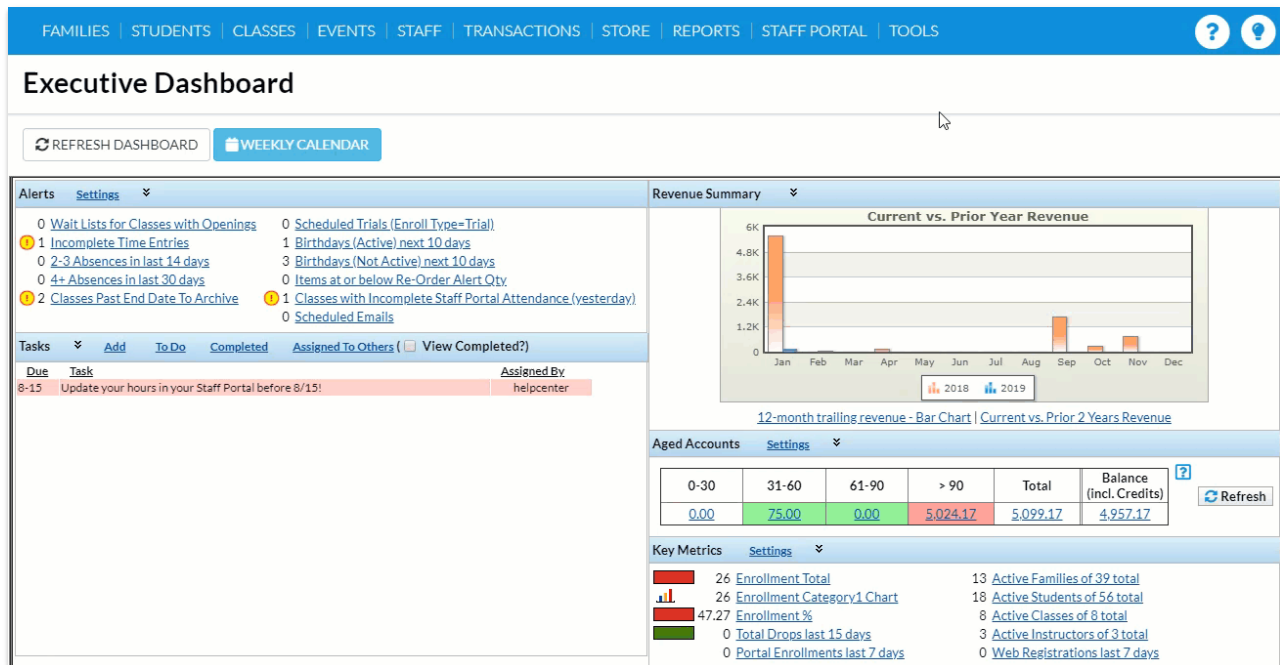 FAMILIES | STUDENTS | CLASSES | EVENTS | STAFF | TRANSACTIONS | STORE | REPORTS | STAFF PORTAL | TOOLS ?
Executive Dashboard
REFRESH DASHBOARD WEEKLY CALENDAR
Alerts Settings
0 Wait Lists for Classes with Openings 0 Scheduled Trials (Enroll Type=Trial)
! 1 Incomplete Time Entries 1 Birthdays (Active) next 10 days
0 2-3 Absences in last 14 days 3 Birthdays (Not Active) next 10 days
0 4+ Absences in last 30 days 0 Items at or below Re-Order Alert Qty
! 2 Classes Past End Date To Archive ! 1 Classes with Incomplete Staff Portal Attendance (yesterday)
0 Scheduled Emails
Tasks Add To Do Completed Assigned To Others ( View Completed?)
Due Task Assigned By
8-15 Update your hours in your Staff Portal before 8/15! helpcenter
Revenue Summary
Current vs. Prior Year Revenue
6K
4.8K
3.6K
2.4K
1.2K
0
Jan Feb Mar Apr May Jun Jul Aug Sep Oct Nov Dec
2018 2019
12-month trailing revenue - Bar Chart | Current vs. Prior 2 Years Revenue
Aged Accounts Settings
0-30 31-60 61-90 > 90 Total Balance (incl. Credits) ?
0.00 75.00 0.00 5,024.17 5,099.17 4,957.17
Refresh
Key Metrics Settings
26 Enrollment Total 13 Active Families of 39 total
26 Enrollment Category1 Chart 18 Active Students of 56 total
47.27 Enrollment % 8 Active Classes of 8 total
0 Total Drops last 15 days 3 Active Instructors of 3 total
0 Portal Enrollments last 7 days 0 Web Registrations last 7 days